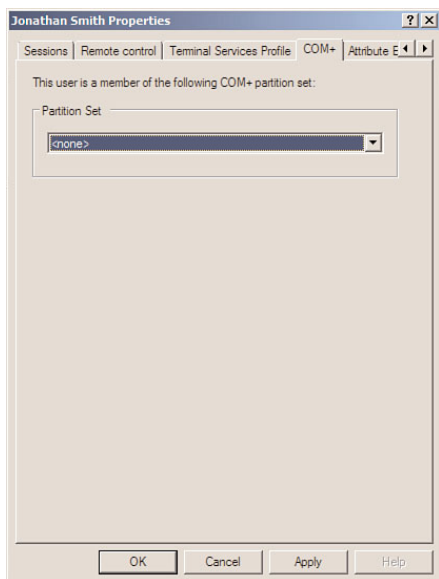 Jonathan Smith Properties
Sessions Remote control Terminal Services Profile COM+ Attribute E
This user is a member of the following COM+ partition set:
Partition Set
<none>
OK Cancel Apply Help